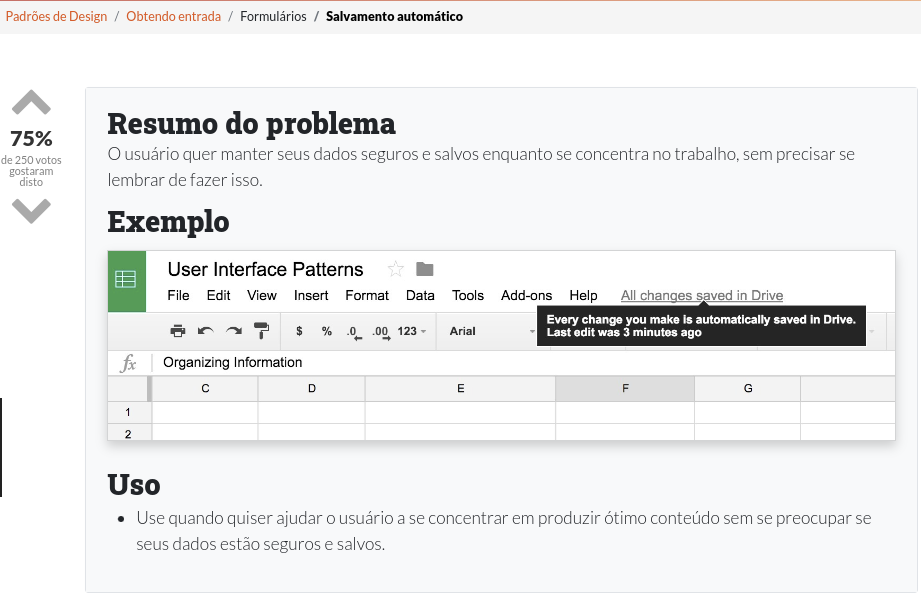 Padrões de Design / Obtendo entrada / Formulários / Salvamento automático
75%
de 250 votos
gostaram
disto
Resumo do problema
O usuário quer manter seus dados seguros e salvos enquanto se concentra no trabalho, sem precisar se
lembrar de fazer isso.
Exemplo
User Interface Patterns
File Edit View Insert Format Data Tools Add-ons Help All changes saved in Drive
Every change you make is automatically saved in Drive.
Last edit was 3 minutes ago
$ % .0 .00 123 Arial
fx Organizing Information
C D E F G
1
2
Uso
• Use quando quiser ajudar o usuário a se concentrar em produzir ótimo conteúdo sem se preocupar se
seus dados estão seguros e salvos.